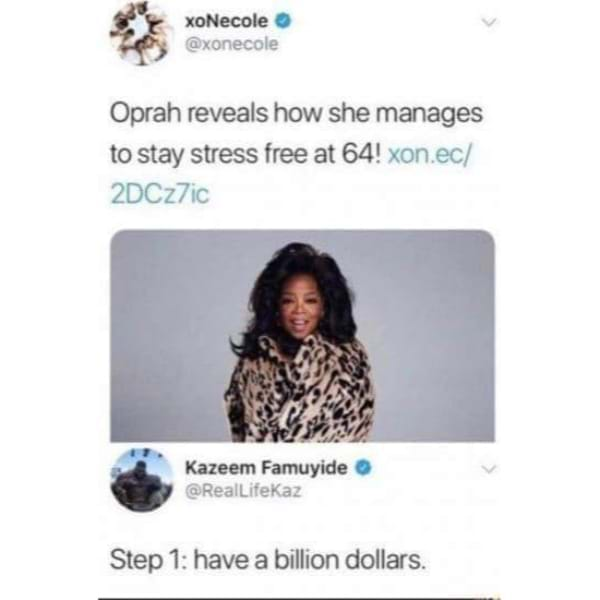 xoNecole
@xonecole
Oprah reveals how she manages
to stay stress free at 64! xon.ec/
2DCz7ic
Kazeem Famuyide
@RealLifeKaz
Step 1: have a billion dollars.